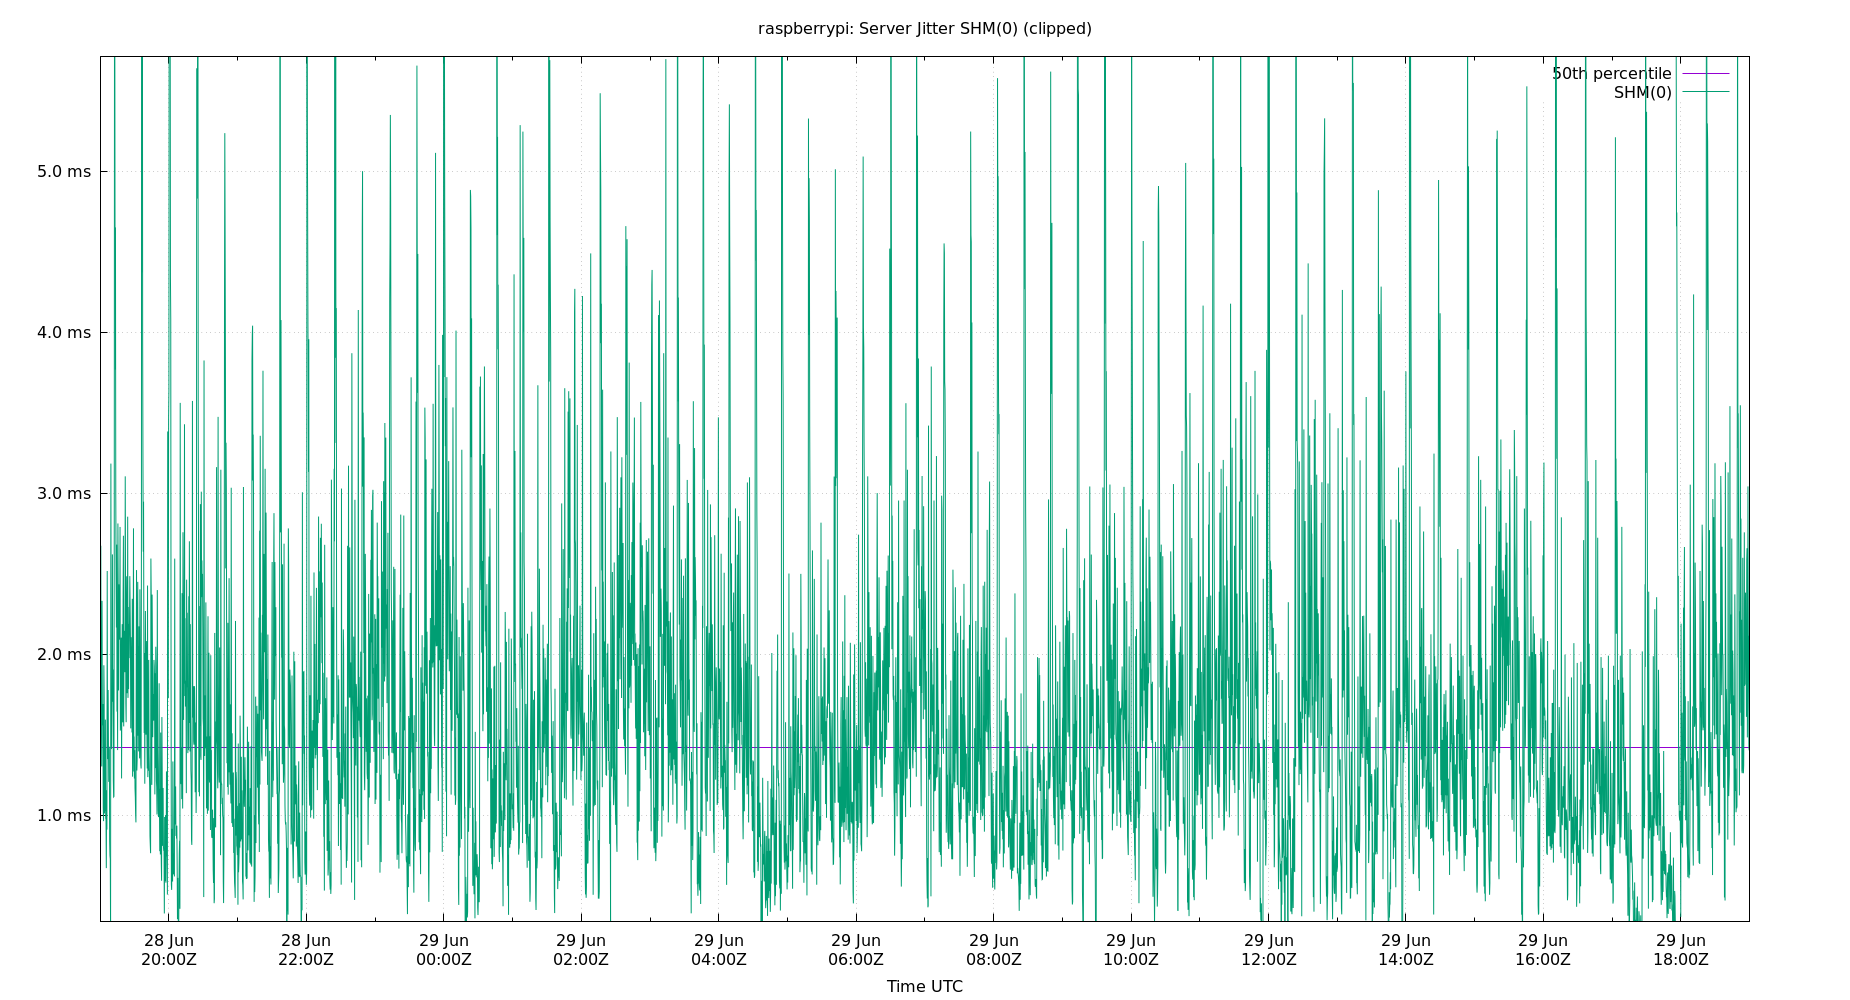 raspberrypi: Server Jitter SHM(0) (clipped)
50th percentile
SHM(0)
5.0 ms
4.0 ms
3.0 ms
2.0 ms
1.0 ms
28 Jun 28 Jun 29 Jun 29 Jun 29 Jun 29 Jun 29 Jun 29 Jun 29 Jun 29 Jun 29 Jun 29 Jun
20:00Z 22:00Z 00:00Z 02:00Z 04:00Z 06:00Z 08:00Z 10:00Z 12:00Z 14:00Z 16:00Z 18:00Z
Time UTC